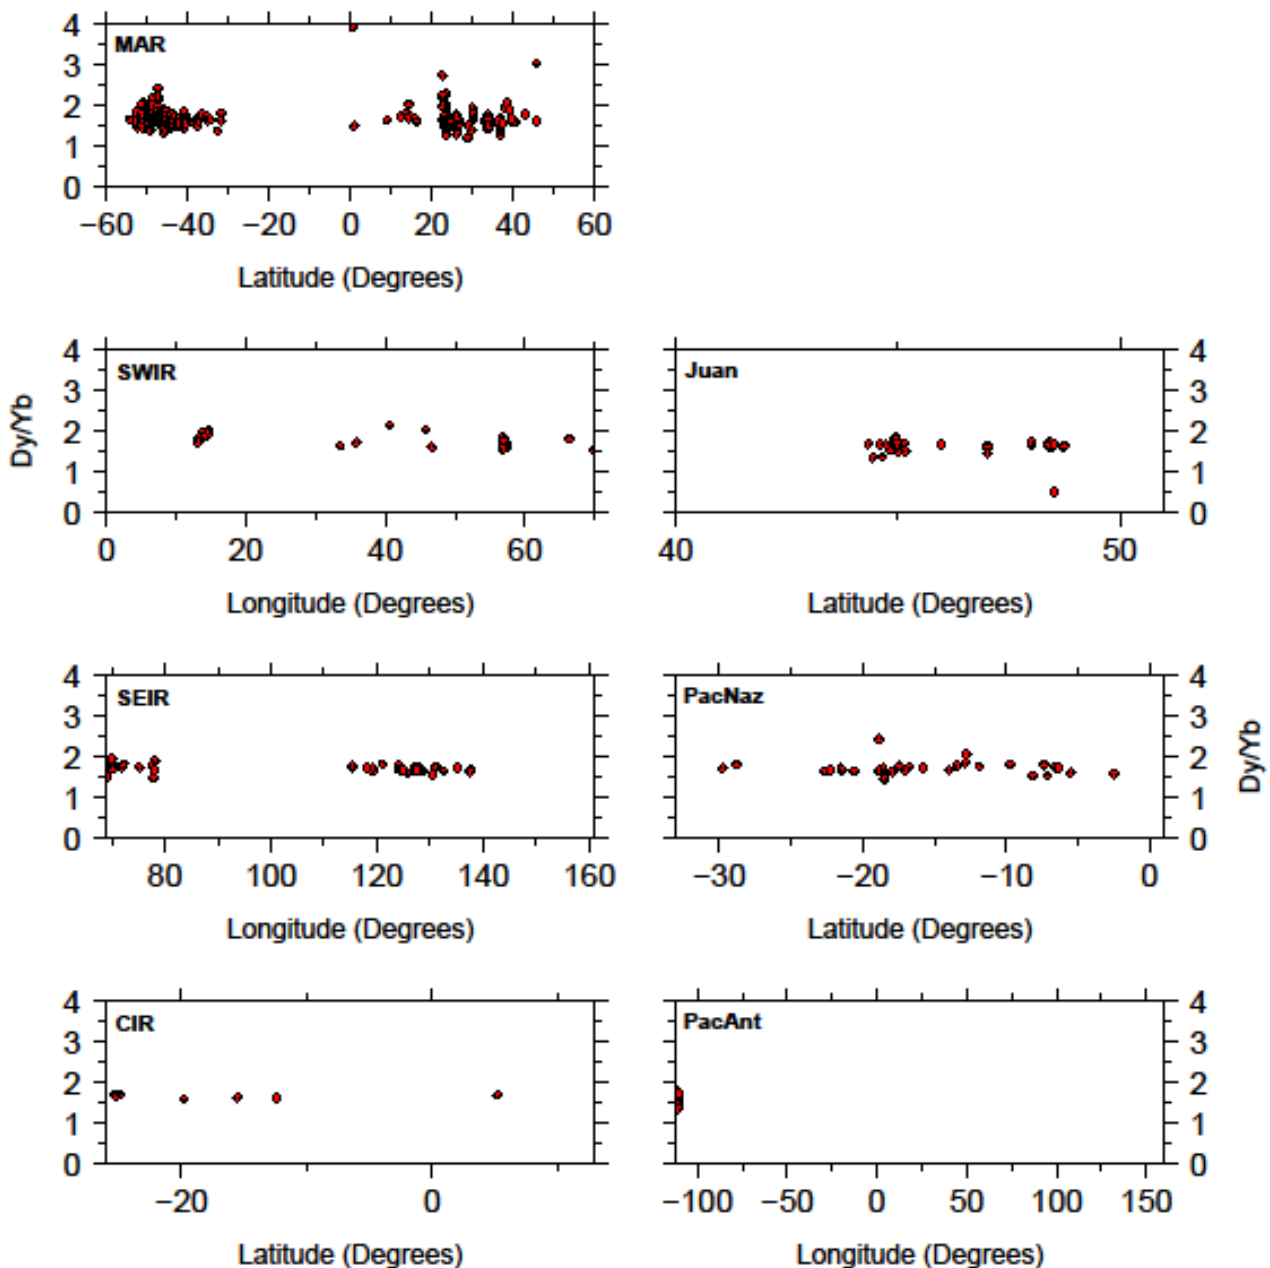 4
MAR
3
2
1
0
−60 −40 −20 0 20 40 60
Latitude (Degrees)
4 4
SWIR Juan
3 3
Dy/Yb
2 2
1 1
0 0
0 20 40 60 40 50
Longitude (Degrees) Latitude (Degrees)
4 4
SEIR PacNaz
3 3
2 2
Dy/Yb
1 1
0 0
80 100 120 140 160 −30 −20 −10 0
Longitude (Degrees) Latitude (Degrees)
4 4
CIR PacAnt
3 3
2 2
1 1
0 0
−20 0 −100 −50 0 50 100 150
Latitude (Degrees) Longitude (Degrees)